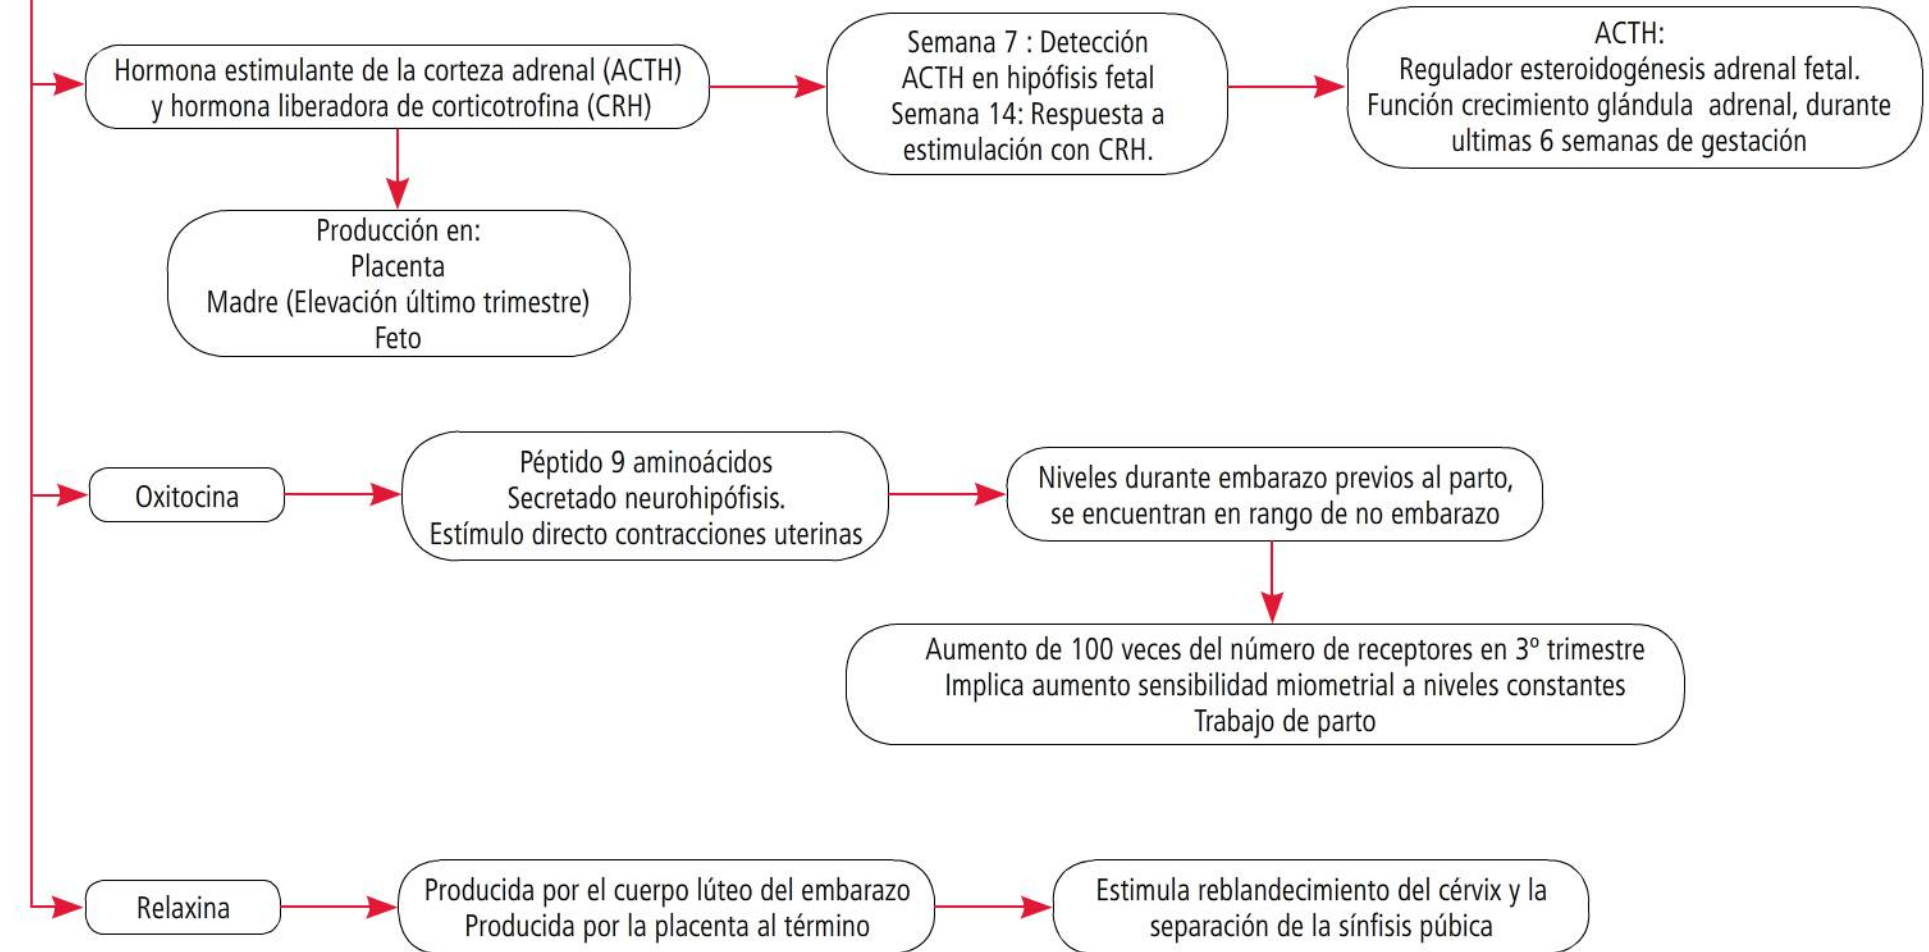 Hormona estimulante de la corteza adrenal (ACTH)
y hormona liberadora de corticotrofina (CRH)
Semana 7 : Detección
ACTH en hipófisis fetal
Semana 14: Respuesta a
estimulación con CRH.
ACTH:
Regulador esteroidogénesis adrenal fetal.
Función crecimiento glándula adrenal, durante
ultimas 6 semanas de gestación
Producción en:
Placenta
Madre (Elevación último trimestre)
Feto
Oxitocina
Péptido 9 aminoácidos
Secretado neurohipófisis.
Estímulo directo contracciones uterinas
Niveles durante embarazo previos al parto,
se encuentran en rango de no embarazo
Aumento de 100 veces del número de receptores en 3º trimestre
Implica aumento sensibilidad miometrial a niveles constantes
Trabajo de parto
Relaxina
Producida por el cuerpo lúteo del embarazo
Producida por la placenta al término
Estimula reblandecimiento del cérvix y la
separación de la sínfisis púbica